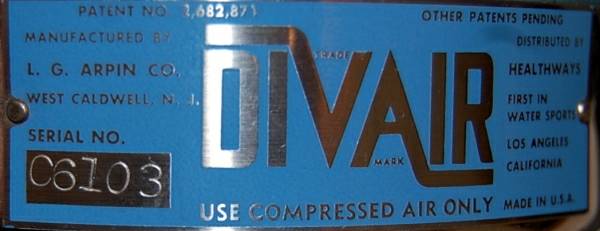 PATENT NO. 2,682,871
OTHER PATENTS PENDING
MANUFACTURED BY
L. G. ARPIN CO.
WEST CALDWELL, N. J.
SERIAL NO.
C6103
DIVAIR
TRADE
MARK
USE COMPRESSED AIR ONLY
DISTRIBUTED BY
HEALTHWAYS
FIRST IN
WATER SPORTS
LOS ANGELES
CALIFORNIA
MADE IN U.S.A.